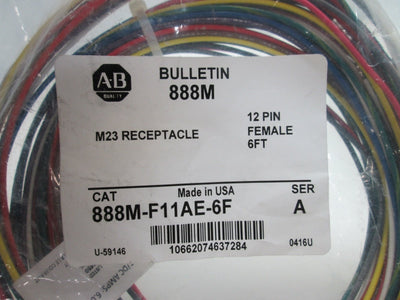 AB
QUALITY
BULLETIN
888M
M23 RECEPTACLE
12 PIN
FEMALE
6FT
CAT
Made in USA
SER
888M-F11AE-6F
A
U-59146
10662074637284
0416U